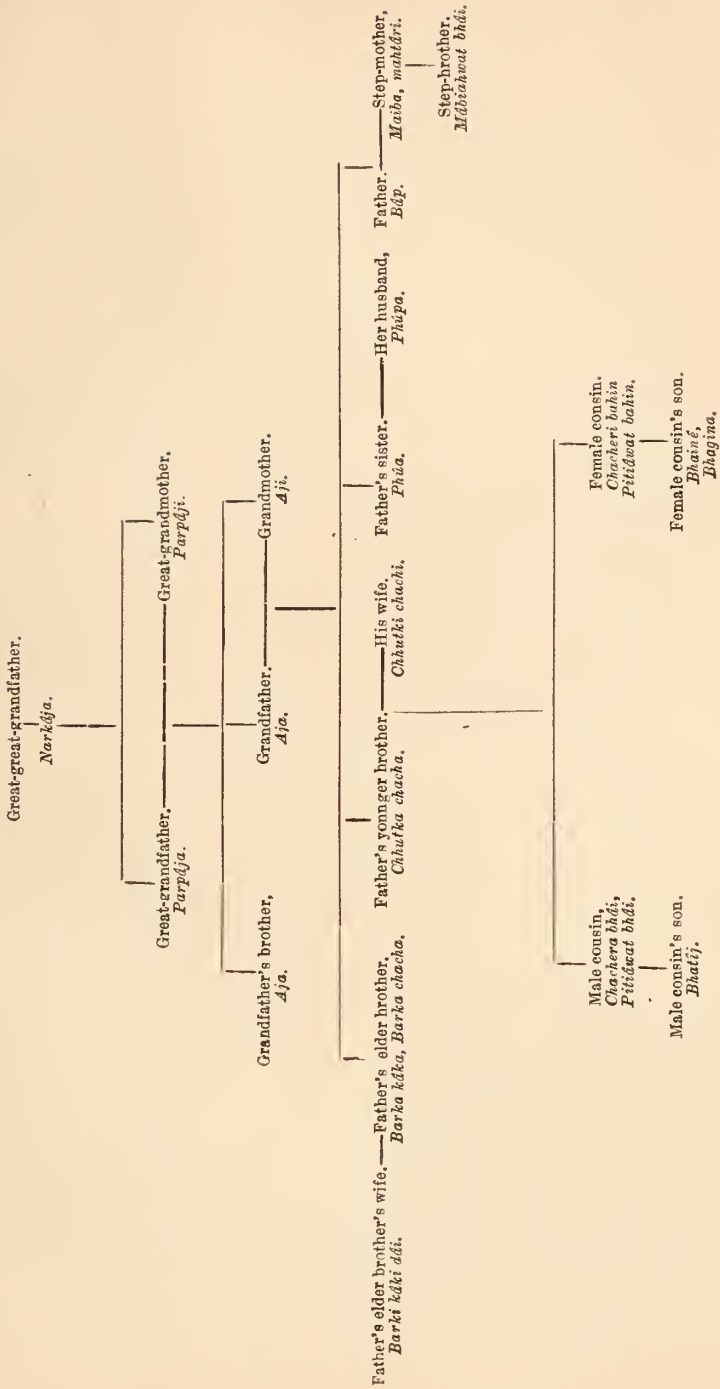 Great-great-grandfather.
Narkája.
Great-grandfather.
Parpája.
Great-grandmother.
Parpáji.
Grandfather's brother,
Aja.
Grandfather.
Aja.
Grandmother.
Aji.
Father's elder brother's wife.
Barki káki dái.
Father's elder brother,
Barka káka, Barka chacha.
Father's younger brother.
Chhutka chacha.
His wife.
Chhutki chachi.
Father's sister.
Phúa.
Her husband,
Phúpa.
Father.
Báp.
Step-mother,
Maiba, mahtári.
Step-brother.
Mábiahwat bhái.
Male cousin,
Chachera bhái,
Pitiáwat bhái.
Male cousin's son.
Bhatíj.
Female cousin.
Chacheri bahin
Pitiáwat bahin.
Female cousin's son.
Bhainé,
Bhagina.